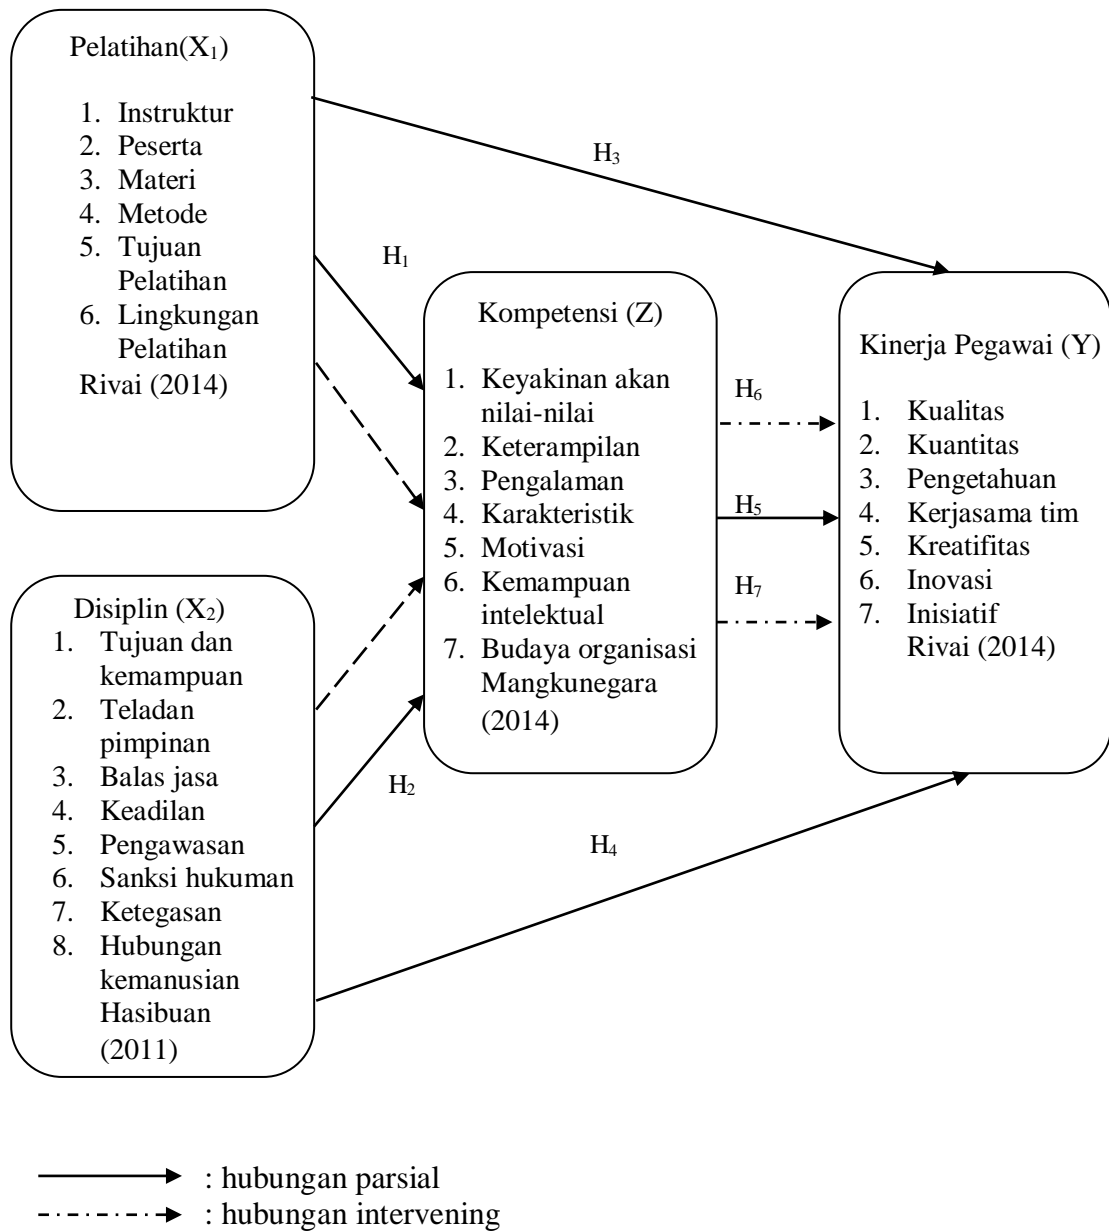 Pelatihan(X₁)
1. Instruktur
2. Peserta
3. Materi
4. Metode
5. Tujuan
Pelatihan
6. Lingkungan
Pelatihan
Rivai (2014)
H₃
H₁
Kompetensi (Z)
1. Keyakinan akan
nilai-nilai
2. Keterampilan
3. Pengalaman
4. Karakteristik
5. Motivasi
6. Kemampuan
intelektual
7. Budaya organisasi
Mangkunegara
(2014)
H₆
H₅
H₇
Kinerja Pegawai (Y)
1. Kualitas
2. Kuantitas
3. Pengetahuan
4. Kerjasama tim
5. Kreatifitas
6. Inovasi
7. Inisiatif
Rivai (2014)
Disiplin (X₂)
1. Tujuan dan
kemampuan
2. Teladan
pimpinan
3. Balas jasa
4. Keadilan
5. Pengawasan
6. Sanksi hukuman
7. Ketegasan
8. Hubungan
kemanusian
Hasibuan
(2011)
H₂
H₄
: hubungan parsial
: hubungan intervening